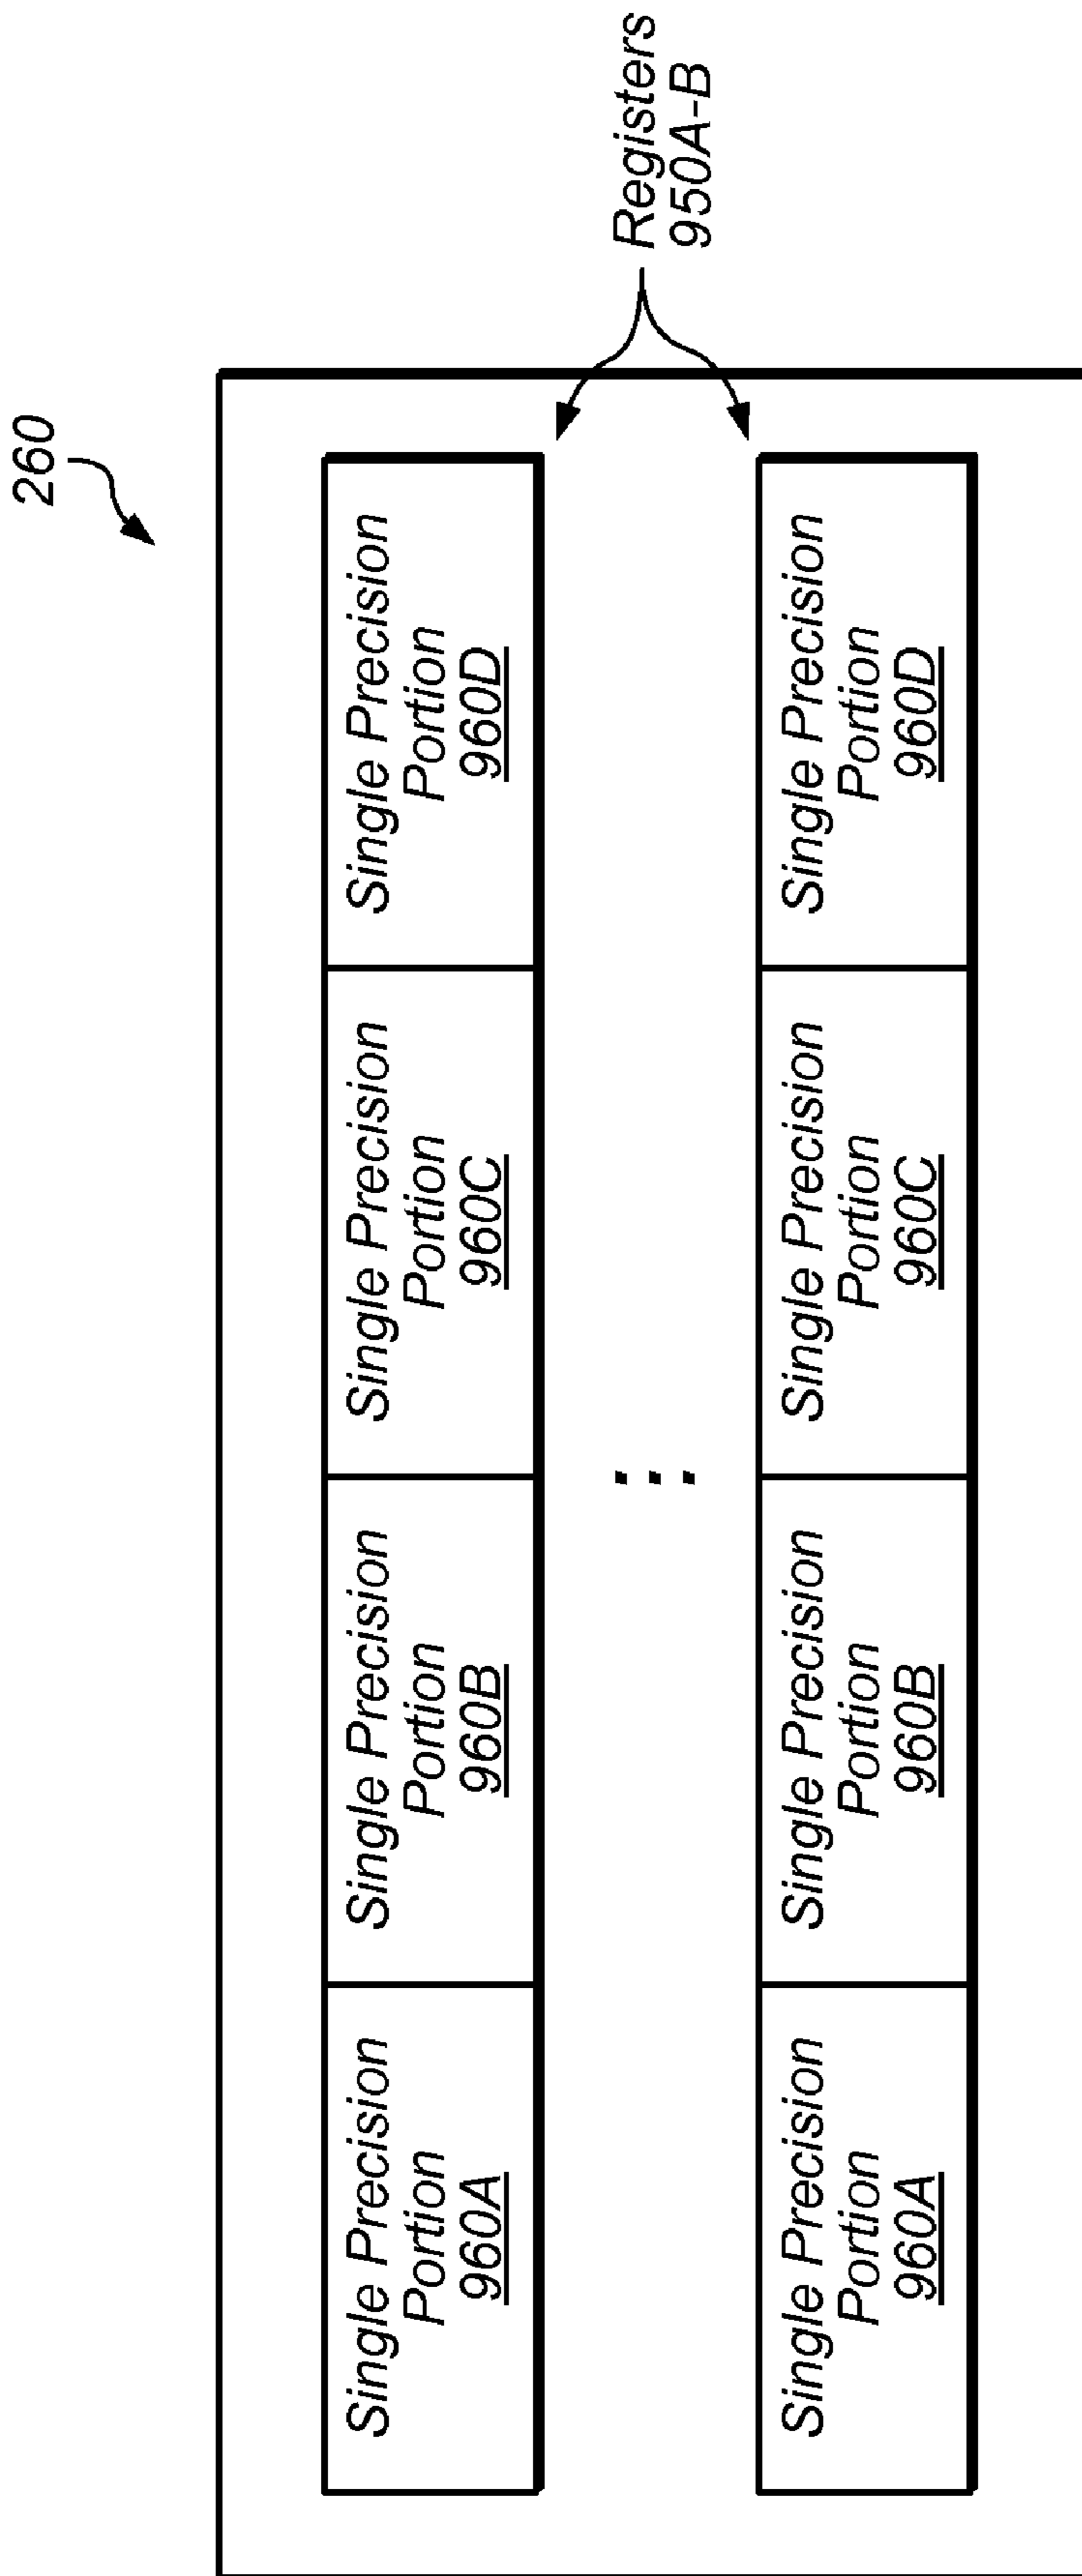 260
Single Precision
Portion
960A
Single Precision
Portion
960B
Single Precision
Portion
960C
Single Precision
Portion
960D
Registers
950A-B
Single Precision
Portion
960A
Single Precision
Portion
960B
Single Precision
Portion
960C
Single Precision
Portion
960D